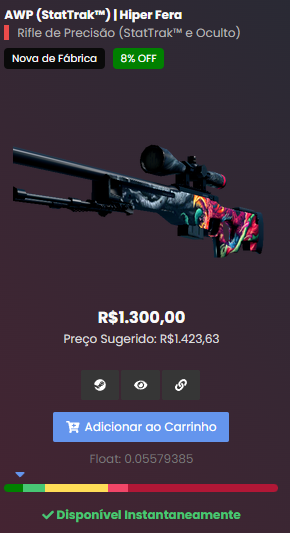 AWP (StatTrak™) | Hiper Fera
Rifle de Precisão (StatTrak™ e Oculto)
Nova de Fábrica
8% OFF
R$1.300,00
Preço Sugerido: R$1.423,63
Adicionar ao Carrinho
Float: 0.05579385
Disponível Instantaneamente